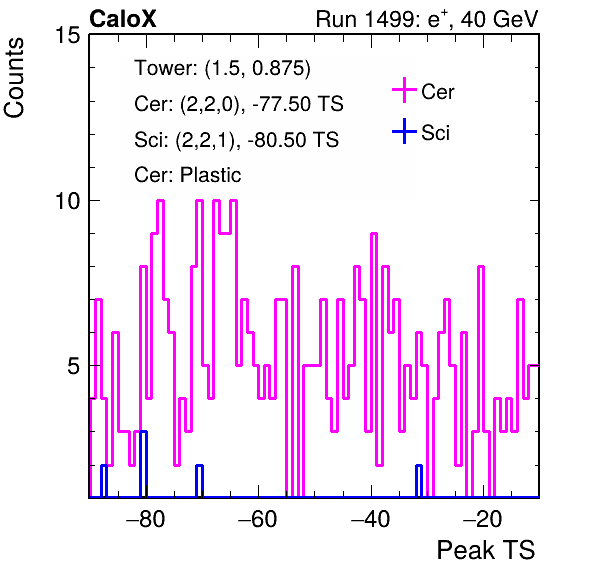 CaloX Run 1499: e⁺, 40 GeV
Counts
15
Tower: (1.5, 0.875)
Cer: (2,2,0), -77.50 TS
Sci: (2,2,1), -80.50 TS
Cer: Plastic
Cer
Sci
10
5
−80 −60 −40 −20
Peak TS